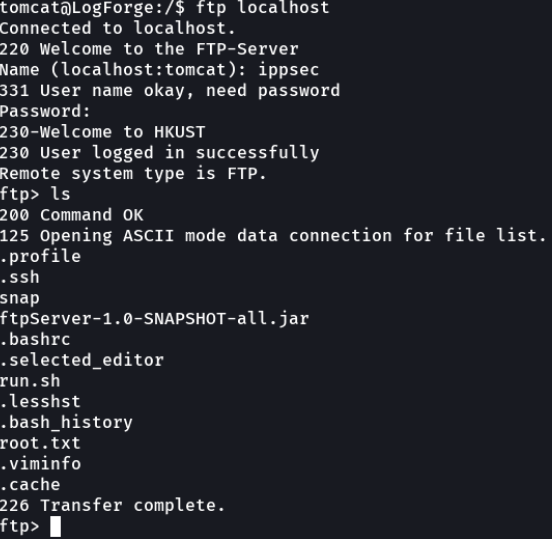 tomcat@LogForge:/$ ftp localhost
Connected to localhost.
220 Welcome to the FTP-Server
Name (localhost:tomcat): ippsec
331 User name okay, need password
Password:
230-Welcome to HKUST
230 User logged in successfully
Remote system type is FTP.
ftp> ls
200 Command OK
125 Opening ASCII mode data connection for file list.
.profile
.ssh
snap
ftpServer-1.0-SNAPSHOT-all.jar
.bashrc
.selected_editor
run.sh
.lesshst
.bash_history
root.txt
.viminfo
.cache
226 Transfer complete.
ftp>